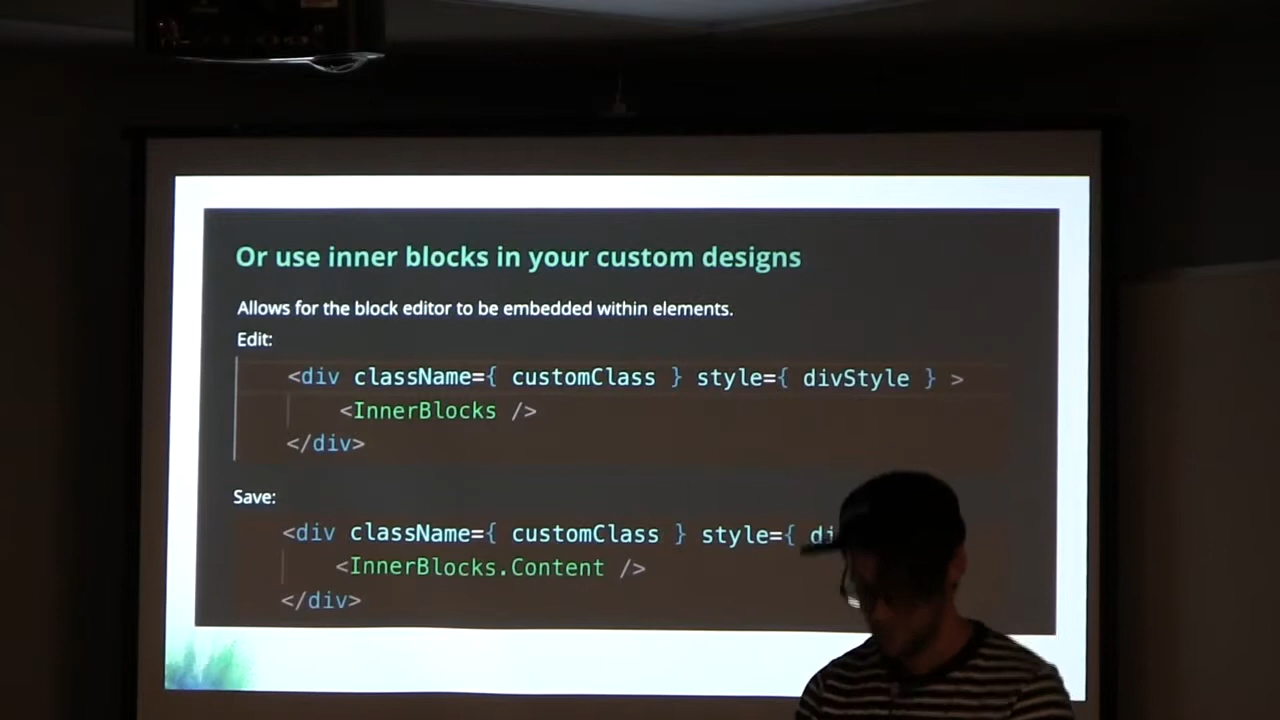 Or use inner blocks in your custom designs
Allows for the block editor to be embedded within elements.
Edit:
<div className={ customClass } style={ divStyle } >
<InnerBlocks />
</div>
Save:
<div className={ customClass } style={
<InnerBlocks.Content />
</div>